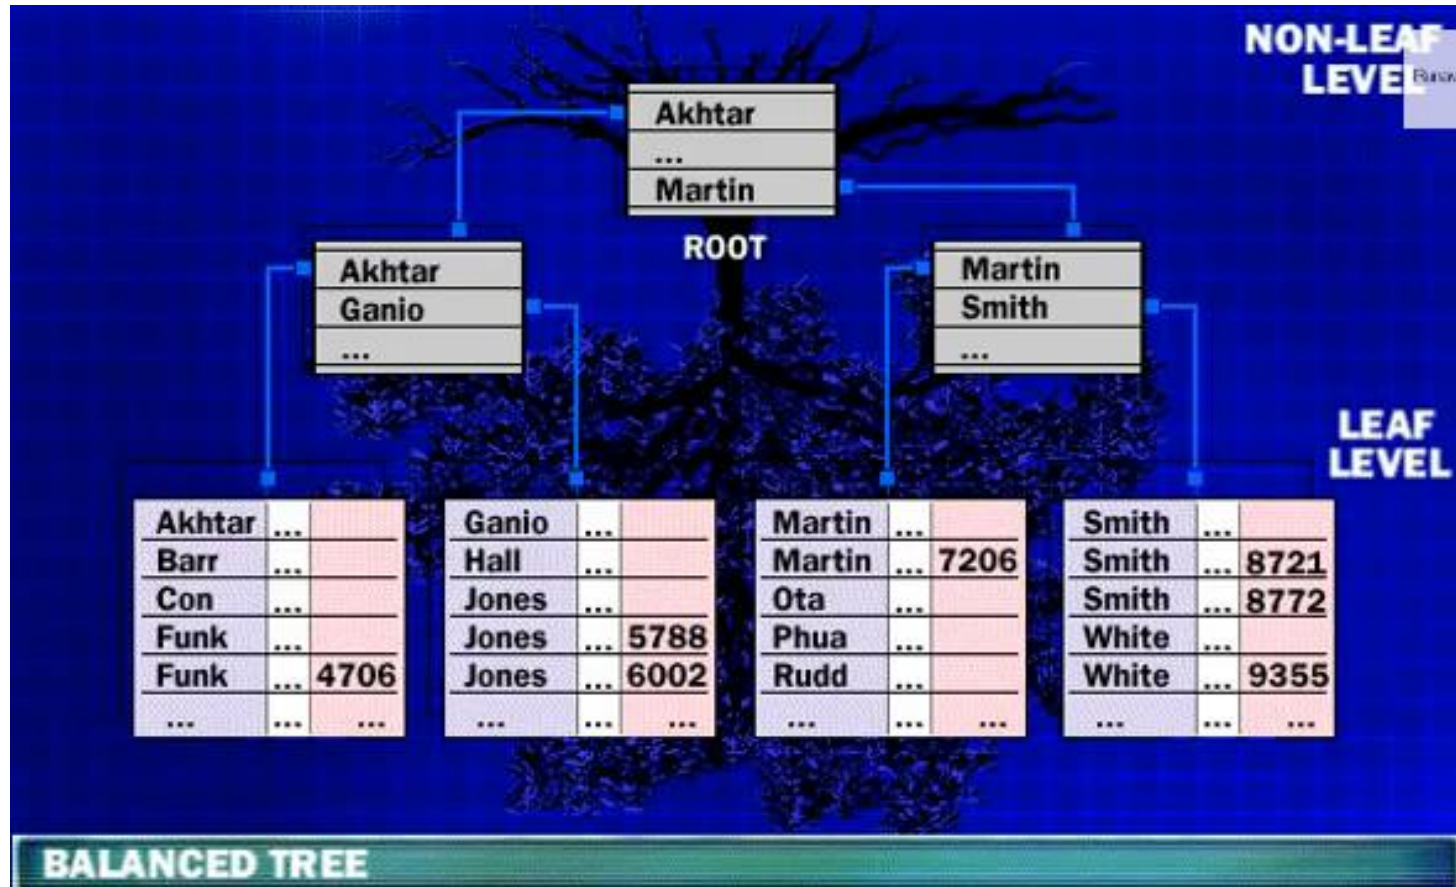 NON-LEAF
LEVEL
Akhtar
...
Martin
ROOT
Akhtar
Ganio
...
Martin
Smith
...
LEAF
LEVEL
Akhtar ...
Barr ...
Con ...
Funk ...
Funk ... 4706
... ... ...
Ganio ...
Hall ...
Jones ...
Jones ... 5788
Jones ... 6002
... ... ...
Martin ...
Martin ... 7206
Ota ...
Phua ...
Rudd ...
... ... ...
Smith ...
Smith ... 8721
Smith ... 8772
White ...
White ... 9355
... ... ...
BALANCED TREE